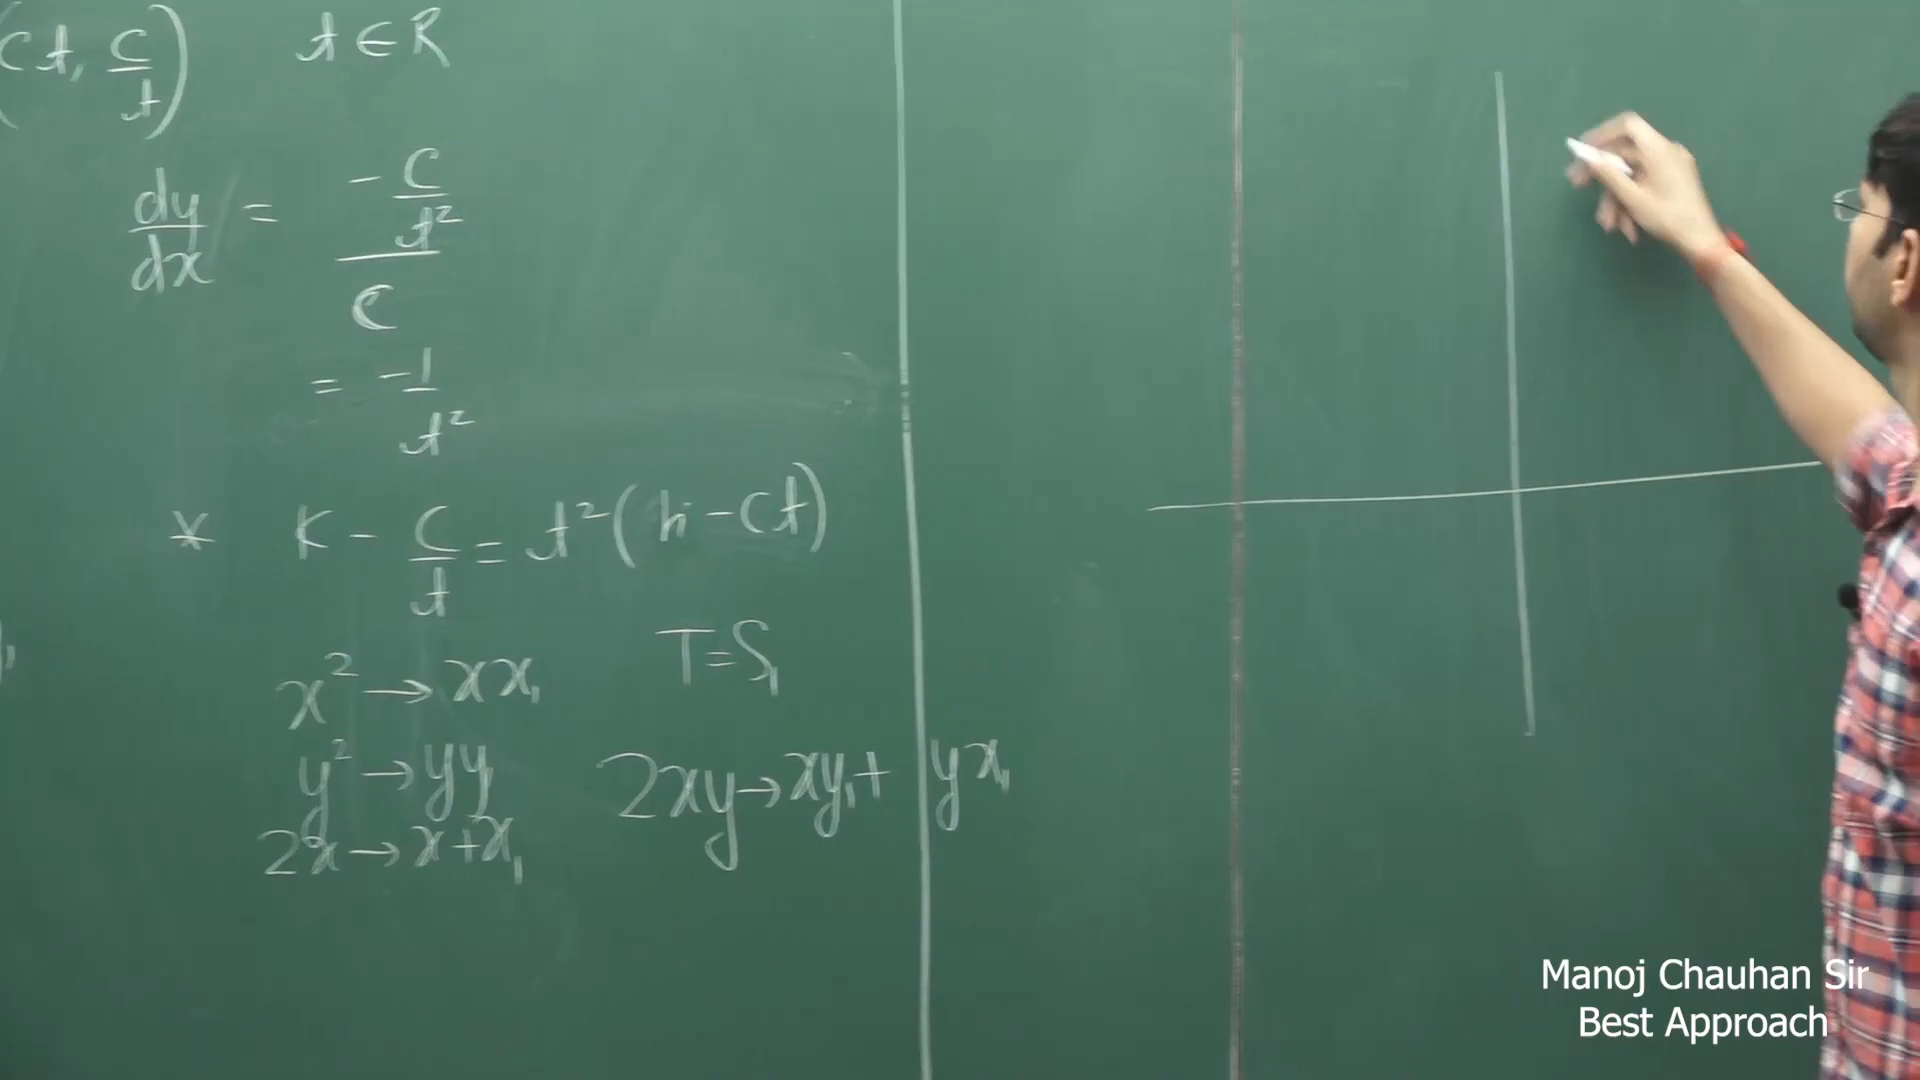 (ct, c/t) t ∈ R
dy/dx = (-c/t²)/c
= -1/t²
* K - c/t = t²(h - ct)
x² → xx₁ T = S₁
y² → yy₁ 2xy → xy₁ + yx₁
2x → x + x₁
Manoj Chauhan Sir
Best Approach